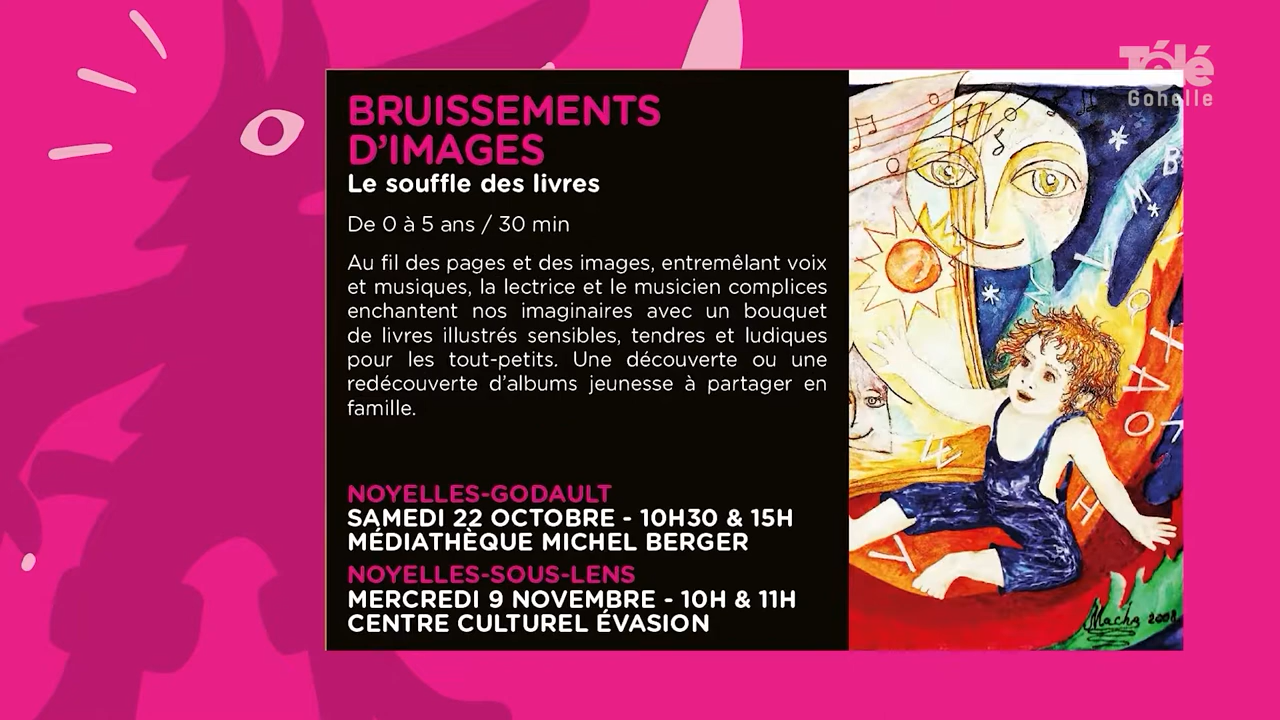 Télé
Gohelle
BRUISSEMENTS
D'IMAGES
Le souffle des livres
De 0 à 5 ans / 30 min
Au fil des pages et des images, entremêlant voix
et musiques, la lectrice et le musicien complices
enchantent nos imaginaires avec un bouquet
de livres illustrés sensibles, tendres et ludiques
pour les tout-petits. Une découverte ou une
redécouverte d'albums jeunesse à partager en
famille.
NOYELLES-GODAULT
SAMEDI 22 OCTOBRE - 10H30 & 15H
MÉDIATHÈQUE MICHEL BERGER
NOYELLES-SOUS-LENS
MERCREDI 9 NOVEMBRE - 10H & 11H
CENTRE CULTUREL ÉVASION
Macha 2008